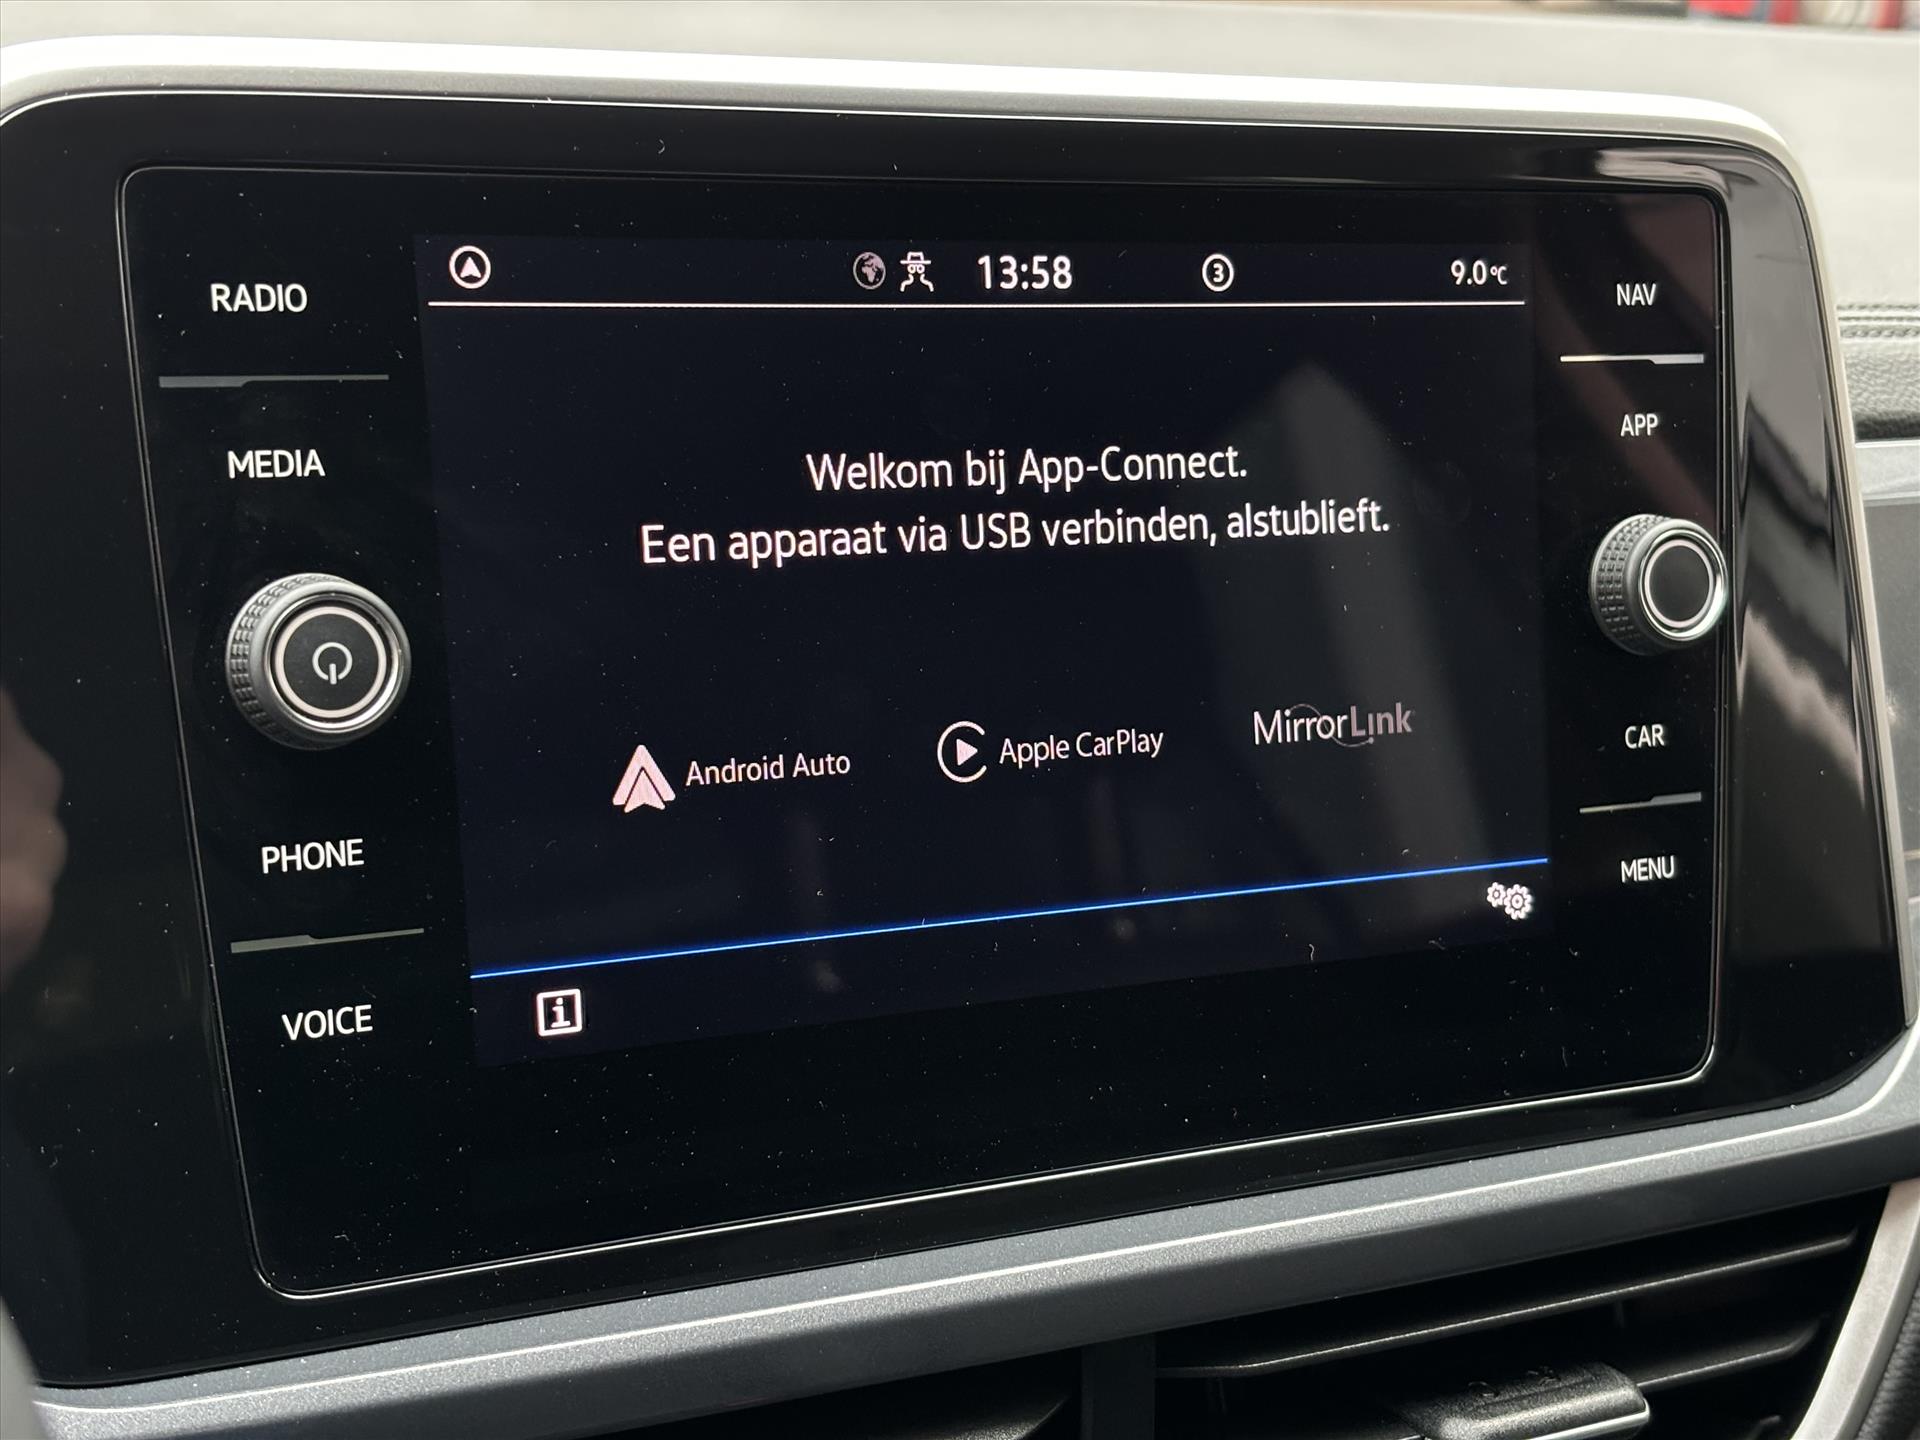 RADIO
MEDIA
PHONE
VOICE
13:58
3
9.0°C
Welkom bij App-Connect.
Een apparaat via USB verbinden, alstublieft.
Android Auto
Apple CarPlay
MirrorLink
i
NAV
APP
CAR
MENU